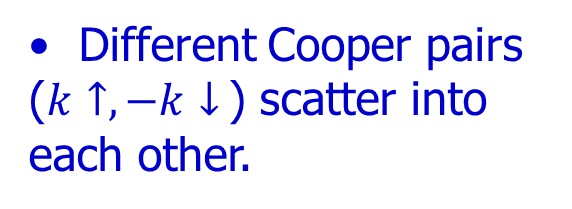 • Different Cooper pairs
(𝑘 ↑, −𝑘 ↓) scatter into
each other.